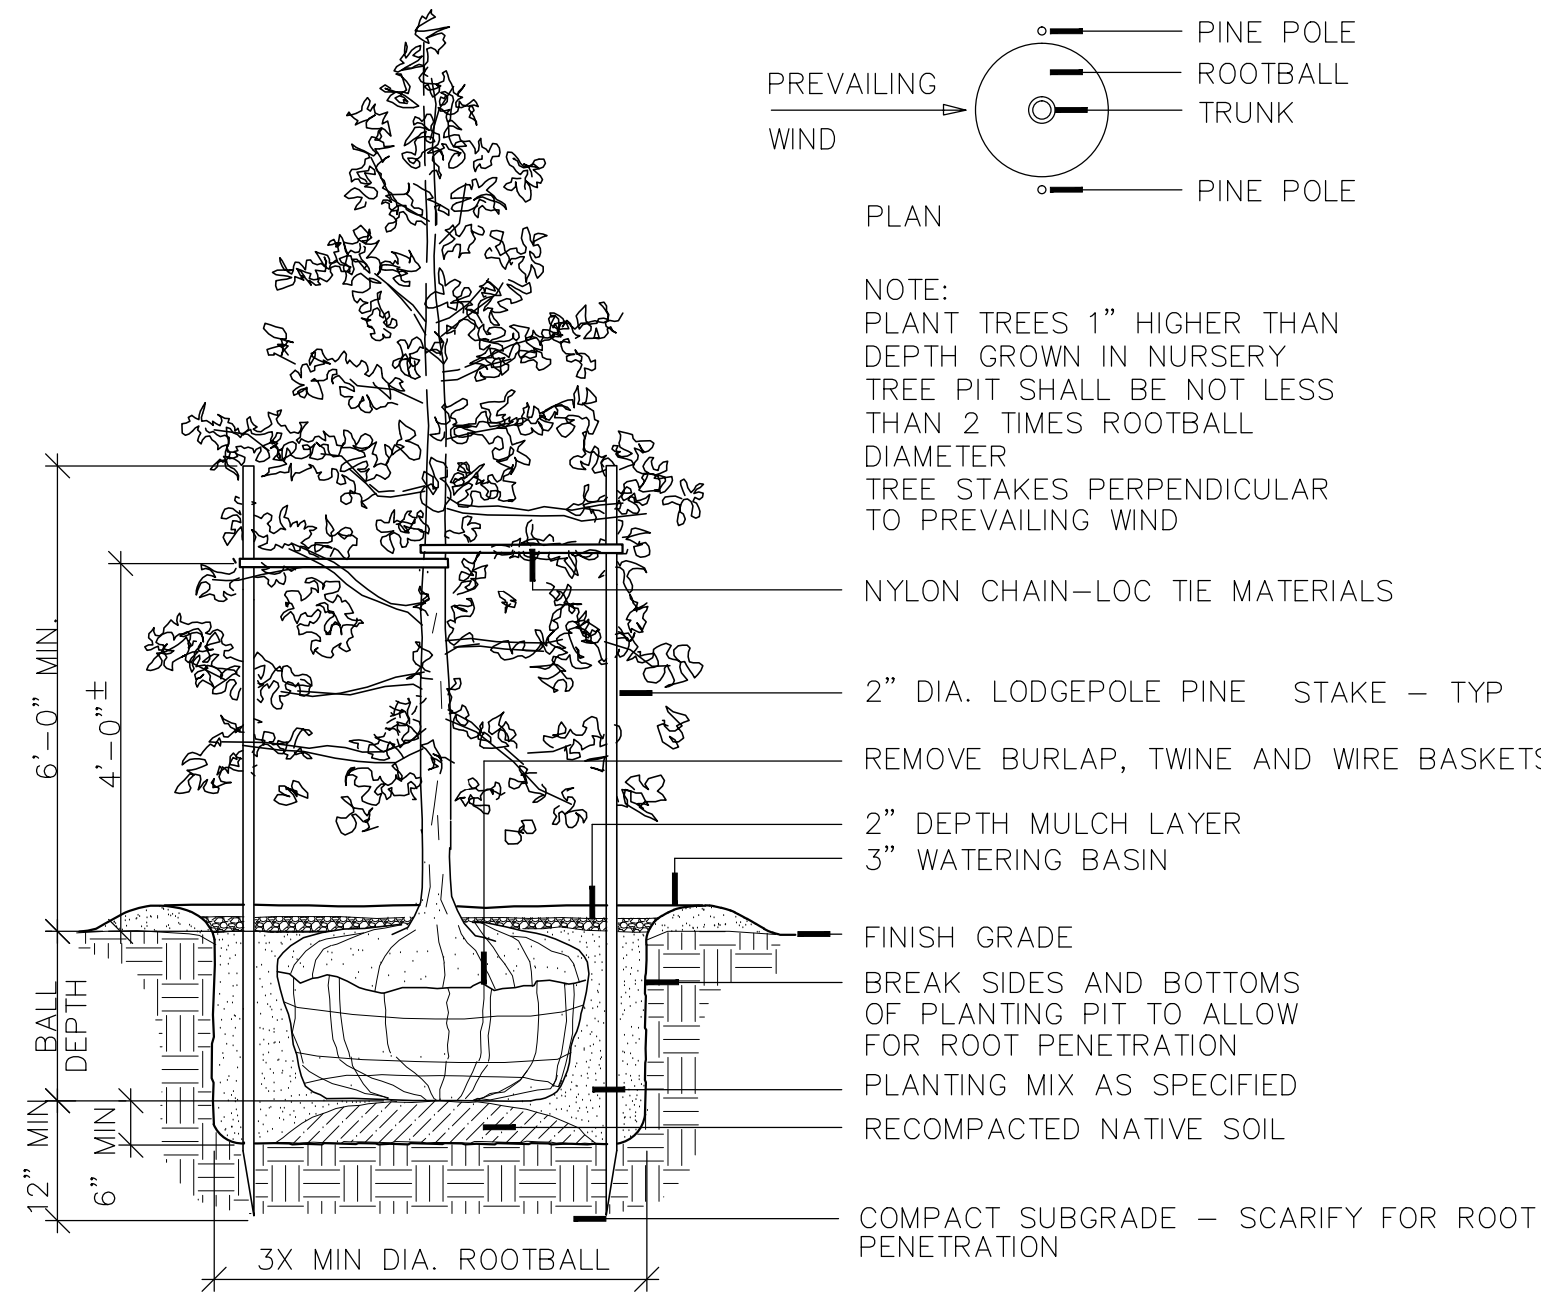 PINE POLE
PREVAILING
WIND
ROOTBALL
TRUNK
PINE POLE
PLAN
NOTE:
PLANT TREES 1" HIGHER THAN
DEPTH GROWN IN NURSERY
TREE PIT SHALL BE NOT LESS
THAN 2 TIMES ROOTBALL
DIAMETER
TREE STAKES PERPENDICULAR
TO PREVAILING WIND
NYLON CHAIN-LOC TIE MATERIALS
2" DIA. LODGEPOLE PINE STAKE - TYP
REMOVE BURLAP, TWINE AND WIRE BASKETS
2" DEPTH MULCH LAYER
3" WATERING BASIN
FINISH GRADE
BREAK SIDES AND BOTTOMS
OF PLANTING PIT TO ALLOW
FOR ROOT PENETRATION
PLANTING MIX AS SPECIFIED
RECOMPACTED NATIVE SOIL
COMPACT SUBGRADE - SCARIFY FOR ROOT
PENETRATION
6'-0" MIN.
4'-0"±
BALL
DEPTH
12" MIN
6" MIN
3X MIN DIA. ROOTBALL